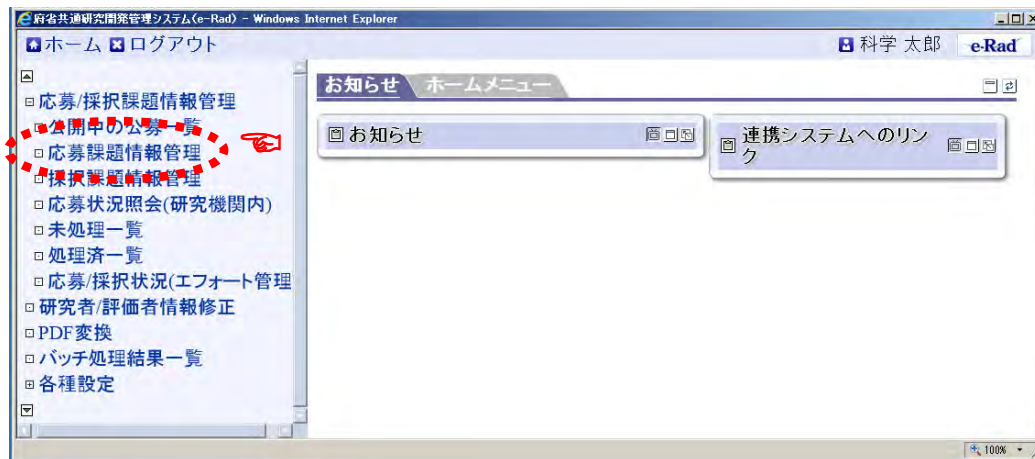 府省共通研究開発管理システム(e-Rad) - Windows Internet Explorer
ホーム ログアウト
科学 太郎 e-Rad
応募/採択課題情報管理
公開中の公募一覧
応募課題情報管理
採択課題情報管理
応募状況照会(研究機関内)
未処理一覧
処理済一覧
応募/採択状況(エフォート管理
研究者/評価者情報修正
PDF変換
バッチ処理結果一覧
各種設定
お知らせ ホームメニュー
お知らせ
連携システムへのリン
ク
100%